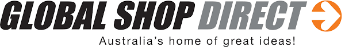 GLOBAL SHOP DIRECT
Australia's home of great ideas!